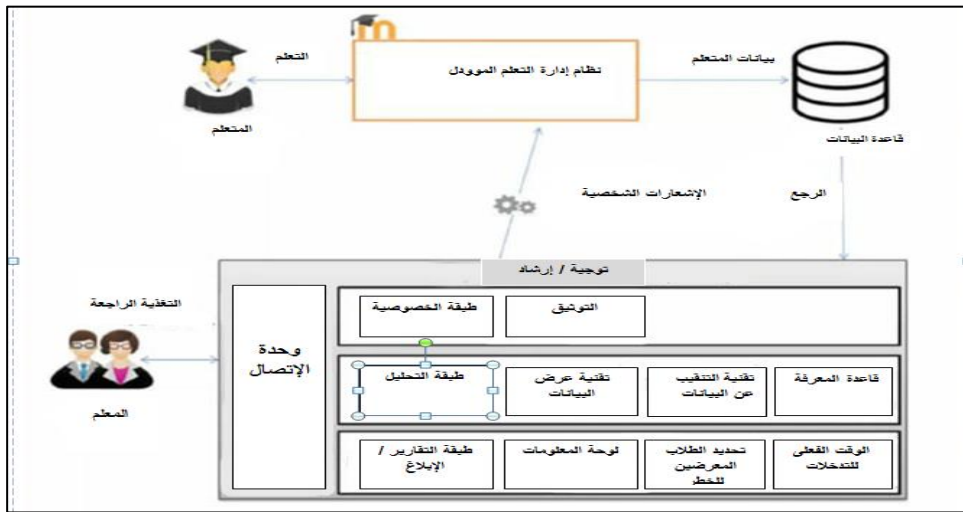 m
نظام إدارة التعلم الموودل
التعلم
بيانات المتعلم
المتعلم
قاعدة البيانات
الإشعارات الشخصية
الرجع
توجية / إرشاد
التغذية الراجعة
المعلم
وحدة
الإتصال
طبقة الخصوصية
التوثيق
طبقة التحليل
تقنية عرض
البيانات
تقنية التنقيب
عن البيانات
قاعدة المعرفة
طبقة التقارير /
الإبلاغ
لوحة المعلومات
تحديد الطلاب
المعرضين
للخطر
الوقت الفعلى
للتدخلات